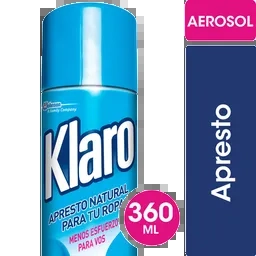 AEROSOL
Klaro
APRESTO NATURAL
PARA TU ROPA
MENOS ESFUERZO
PARA VOS
360
ML
Apresto